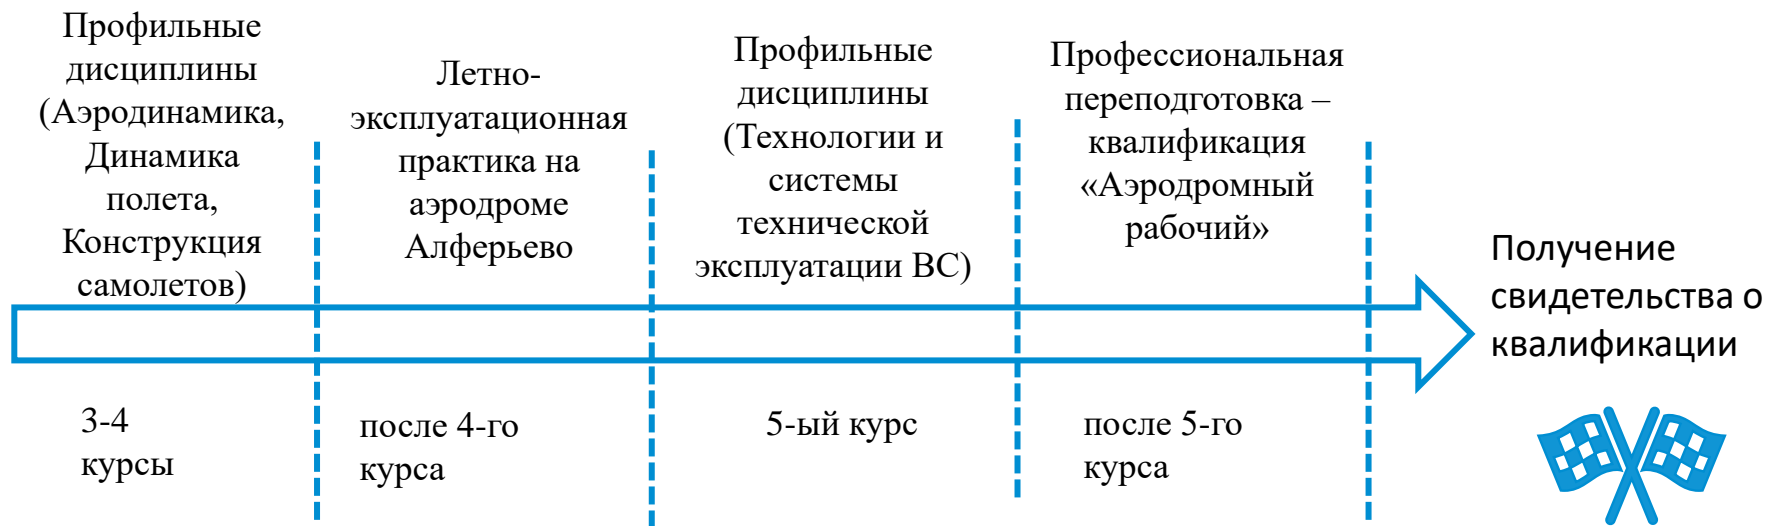 Профильные
дисциплины
(Аэродинамика,
Динамика
полета,
Конструкция
самолетов)
Летно-
эксплуатационная
практика на
аэродроме
Алферьево
Профильные
дисциплины
(Технологии и
системы
технической
эксплуатации ВС)
Профессиональная
переподготовка –
квалификация
«Аэродромный
рабочий»
Получение
свидетельства о
квалификации
3-4
курсы
после 4-го
курса
5-ый курс
после 5-го
курса